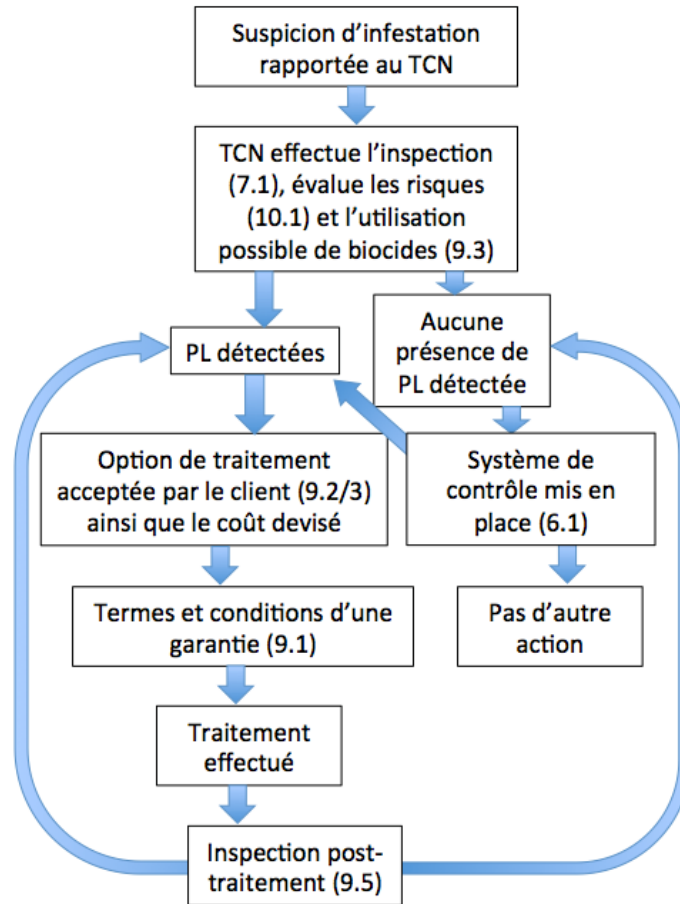 Suspicion d’infestation
rapportée au TCN
TCN effectue l’inspection
(7.1), évalue les risques
(10.1) et l’utilisation
possible de biocides (9.3)
PL détectées
Aucune
présence de
PL détectée
Option de traitement
acceptée par le client (9.2/3)
ainsi que le coût devisé
Système de
contrôle mis en
place (6.1)
Termes et conditions d’une
garantie (9.1)
Pas d’autre
action
Traitement
effectué
Inspection post-
traitement (9.5)